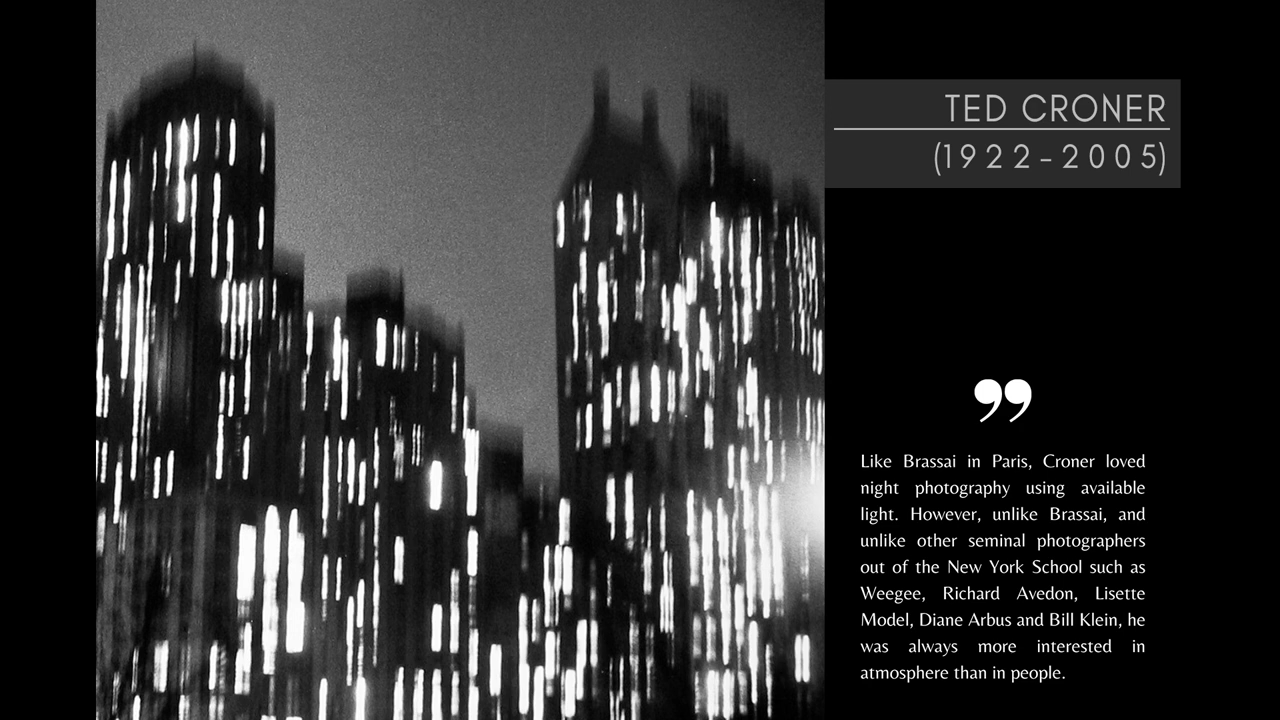 TED CRONER
(1922-2005)
”
Like Brassai in Paris, Croner loved
night photography using available
light. However, unlike Brassai, and
unlike other seminal photographers
out of the New York School such as
Weegee, Richard Avedon, Lisette
Model, Diane Arbus and Bill Klein, he
was always more interested in
atmosphere than in people.